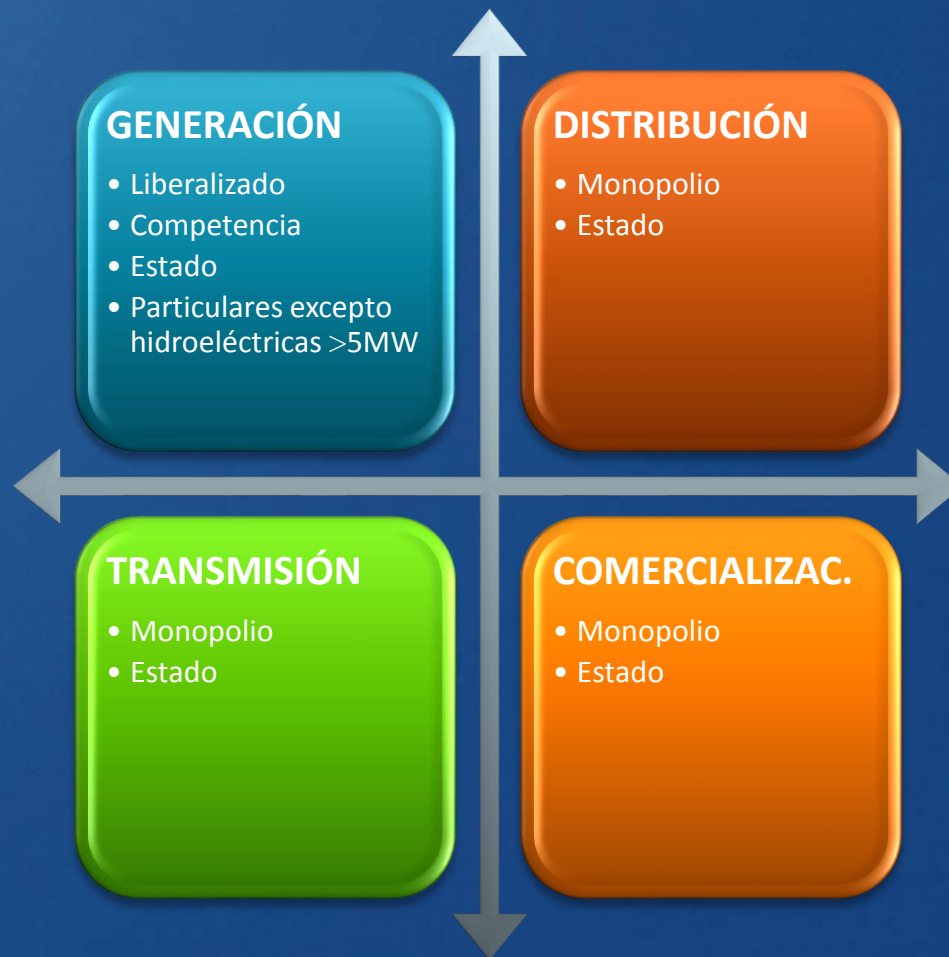 GENERACIÓN
• Liberalizado
• Competencia
• Estado
• Particulares excepto
hidroeléctricas >5MW
DISTRIBUCIÓN
• Monopolio
• Estado
TRANSMISIÓN
• Monopolio
• Estado
COMERCIALIZAC.
• Monopolio
• Estado